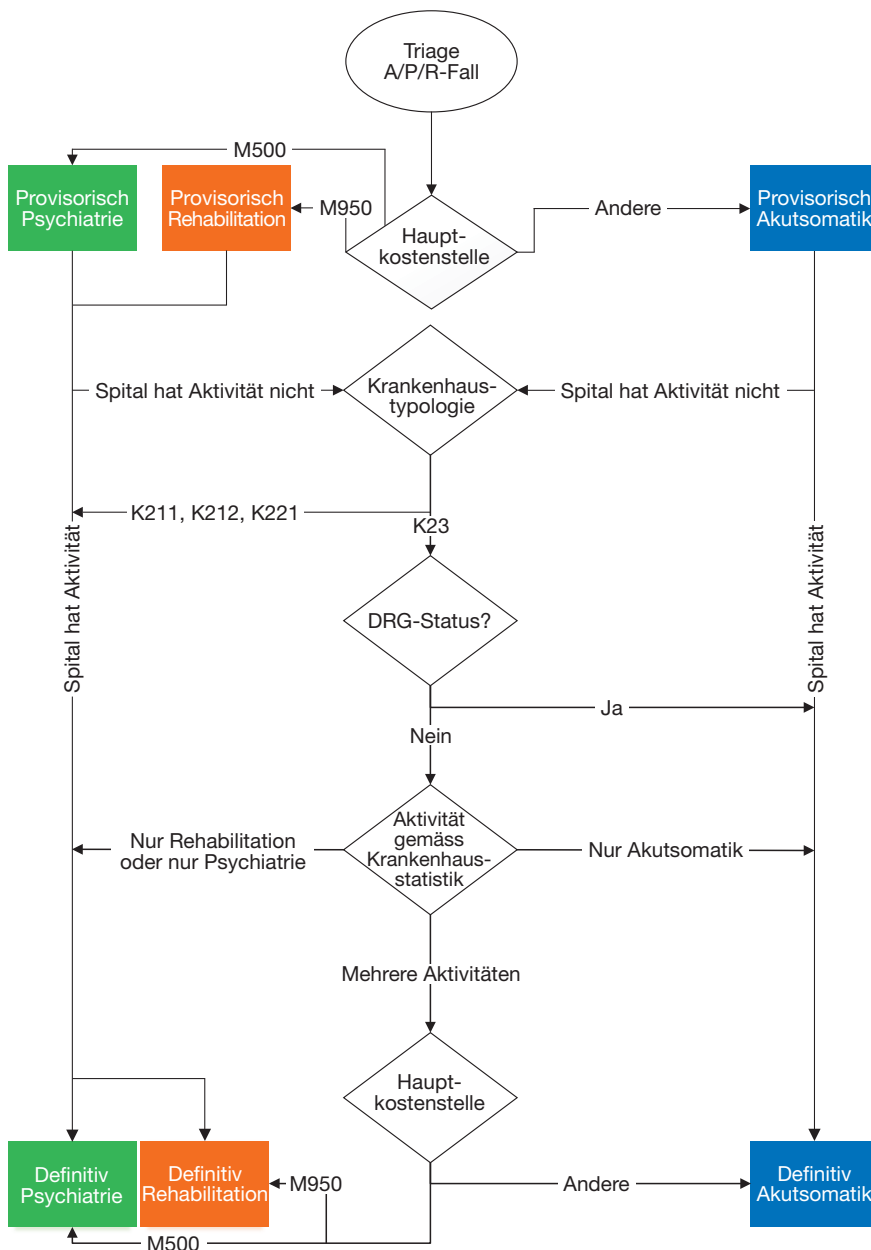 Triage
A/P/R-Fall
M500
Provisorisch
Psychiatrie
Provisorisch
Rehabilitation
M950
Haupt-
kostenstelle
Andere
Provisorisch
Akutsomatik
Spital hat Aktivität nicht
Krankenhaus-
typologie
Spital hat Aktivität nicht
K211, K212, K221
K23
Spital hat Aktivität
DRG-Status?
Spital hat Aktivität
Ja
Nein
Nur Rehabilitation
oder nur Psychiatrie
Aktivität
gemäss
Krankenhaus-
statistik
Nur Akutsomatik
Mehrere Aktivitäten
Haupt-
kostenstelle
Definitiv
Psychiatrie
Definitiv
Rehabilitation
M950
Andere
Definitiv
Akutsomatik
M500